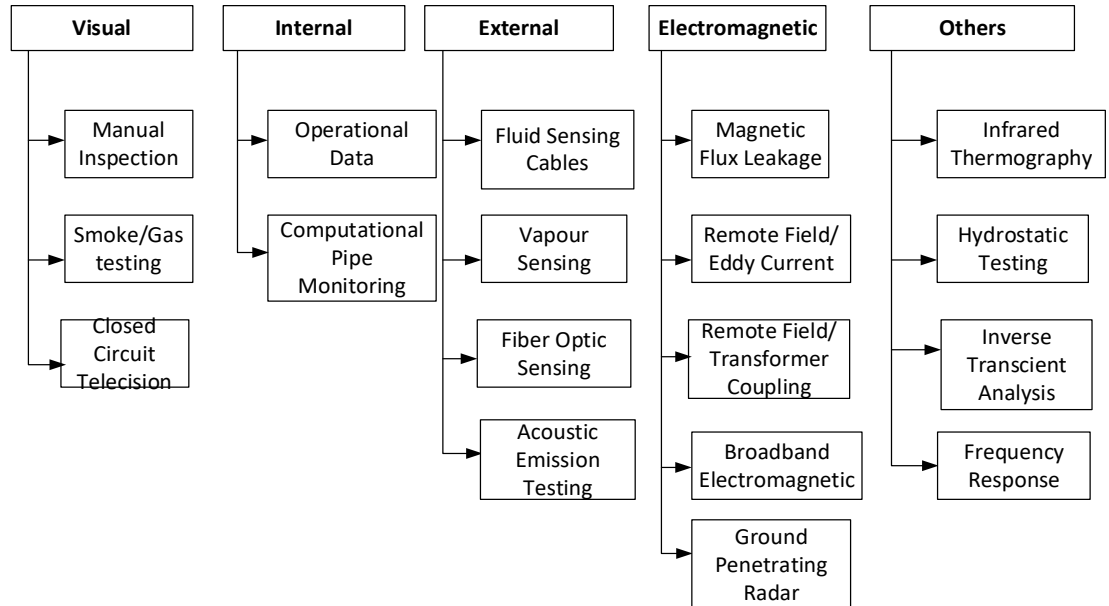 Visual
Manual
Inspection
Smoke/Gas
testing
Closed
Circuit
Telecision
Internal
Operational
Data
Computational
Pipe
Monitoring
External
Fluid Sensing
Cables
Vapour
Sensing
Fiber Optic
Sensing
Acoustic
Emission
Testing
Electromagnetic
Magnetic
Flux Leakage
Remote Field/
Eddy Current
Remote Field/
Transformer
Coupling
Broadband
Electromagnetic
Ground
Penetrating
Radar
Others
Infrared
Thermography
Hydrostatic
Testing
Inverse
Transcient
Analysis
Frequency
Response